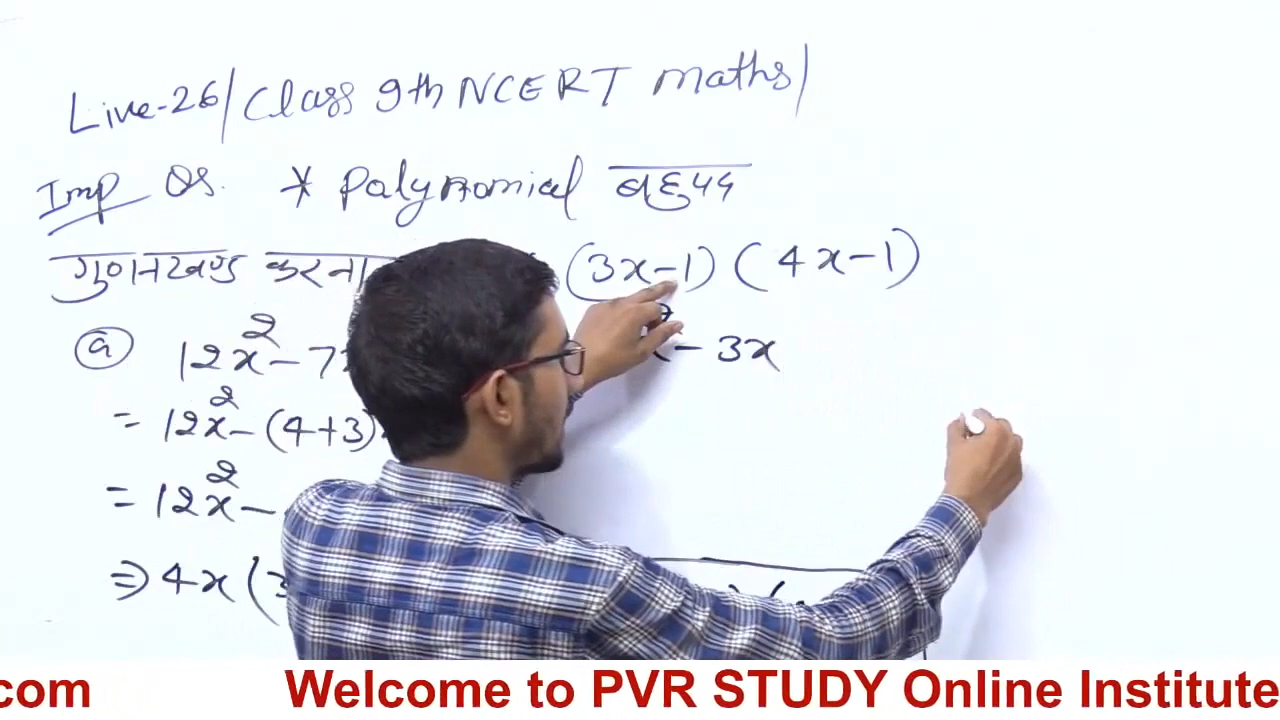 Live-26/Class 9th NCERT maths/
Imp Qs. * Polynomial बहुपद
गुणनखण्ड करना
(3x-1) (4x-1)
a 12x² - 7
- 3x
= 12x² - (4+3)
= 12x² -
⇒ 4x(3
.com Welcome to PVR STUDY Online Institute